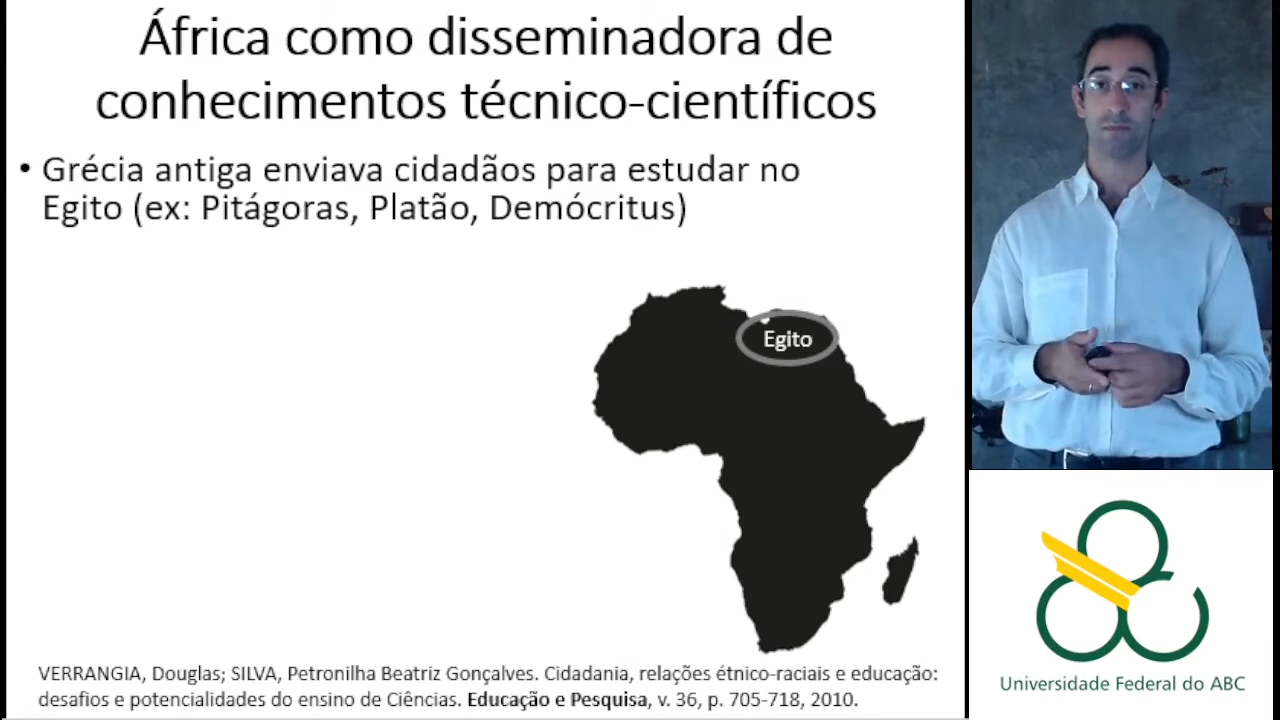 África como disseminadora de
conhecimentos técnico-científicos
• Grécia antiga enviava cidadãos para estudar no
Egito (ex: Pitágoras, Platão, Demócritus)
Egito
VERRANGIA, Douglas; SILVA, Petronilha Beatriz Gonçalves. Cidadania, relações étnico-raciais e educação:
desafios e potencialidades do ensino de Ciências. Educação e Pesquisa, v. 36, p. 705-718, 2010.
Universidade Federal do ABC